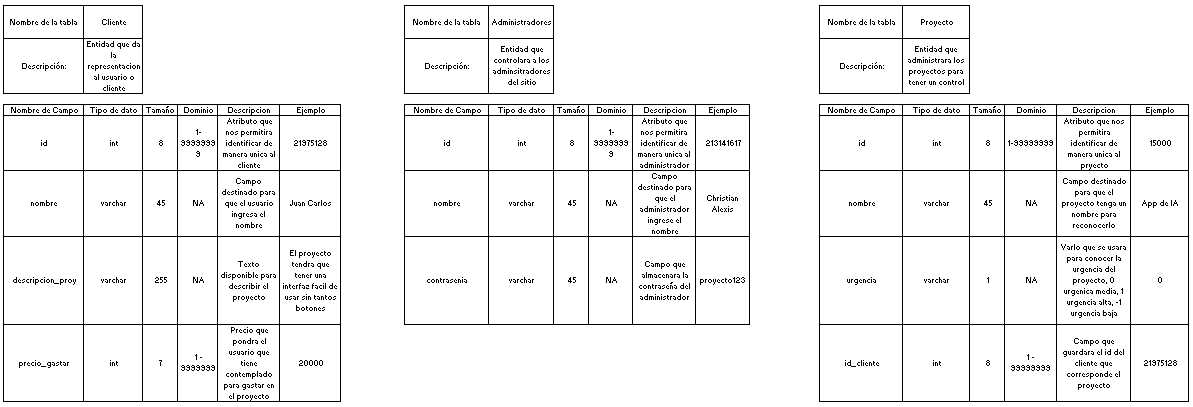 Nombre de la tabla Cliente
Descripción:
Entidad que da
la
representacion
al usuario o
cliente
Nombre de Campo Tipo de dato Tamaño Dominio Descripcion Ejemplo
id int 8
1-
9999999
9
Atributo que
nos permitira
identificar de
manera unica al
cliente
21975128
nombre varchar 45 NA
Campo
destinado para
que el usuario
ingresa el
nombre
Juan Carlos
descripcion_proy varchar 255 NA
Texto
disponible para
describir el
proyecto
El proyecto
tendra que
tener una
interfaz facil de
usar sin tantos
botones
precio_gastar int 7
1 -
9999999
Precio que
pondra el
usuario que
tiene
contemplado
para gastar en
el proyecto
20000
Nombre de la tabla Administradores
Descripción:
Entidad que
controlara a los
adminsitradores
del sitio
Nombre de Campo Tipo de dato Tamaño Dominio Descripcion Ejemplo
id int 8
1-
9999999
9
Atributo que
nos permitira
identificar de
manera unica al
administrador
213141617
nombre varchar 45 NA
Campo
destinado para
que el
administrador
ingrese el
nombre
Christian
Alexis
contrasenia varchar 45 NA
Campo que
almacenara la
contraseña del
administrador
proyecto123
Nombre de la tabla Proyecto
Descripción:
Entidad que
administrara los
proyectos para
tener un control
Nombre de Campo Tipo de dato Tamaño Dominio Descripcion Ejemplo
id int 8 1-99999999
Atributo que nos
permitira
identificar de
manera unica al
pryecto
15000
nombre varchar 45 NA
Campo destinado
para que el
proyecto tenga un
nombre para
reconocerlo
App de IA
urgencia varchar 1 NA
Varlo que se usara
para conocer la
urgencia del
proyecto, 0
urgenica media, 1
urgencia alta, -1
urgencia baja
0
id_cliente int 8
1 -
99999999
Campo que
guardara el id del
cliente que
corresponde el
proyecto
21975128